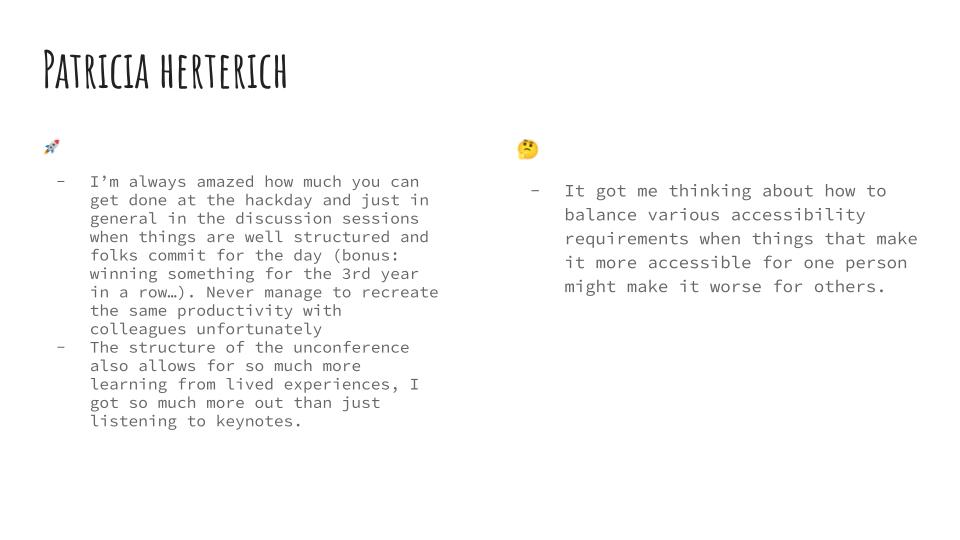 Patricia herterich
🚀
- I’m always amazed how much you can
get done at the hackday and just in
general in the discussion sessions
when things are well structured and
folks commit for the day (bonus:
winning something for the 3rd year
in a row…). Never manage to recreate
the same productivity with
colleagues unfortunately
- The structure of the unconference
also allows for so much more
learning from lived experiences, I
got so much more out than just
listening to keynotes.
🤔
- It got me thinking about how to
balance various accessibility
requirements when things that make
it more accessible for one person
might make it worse for others.